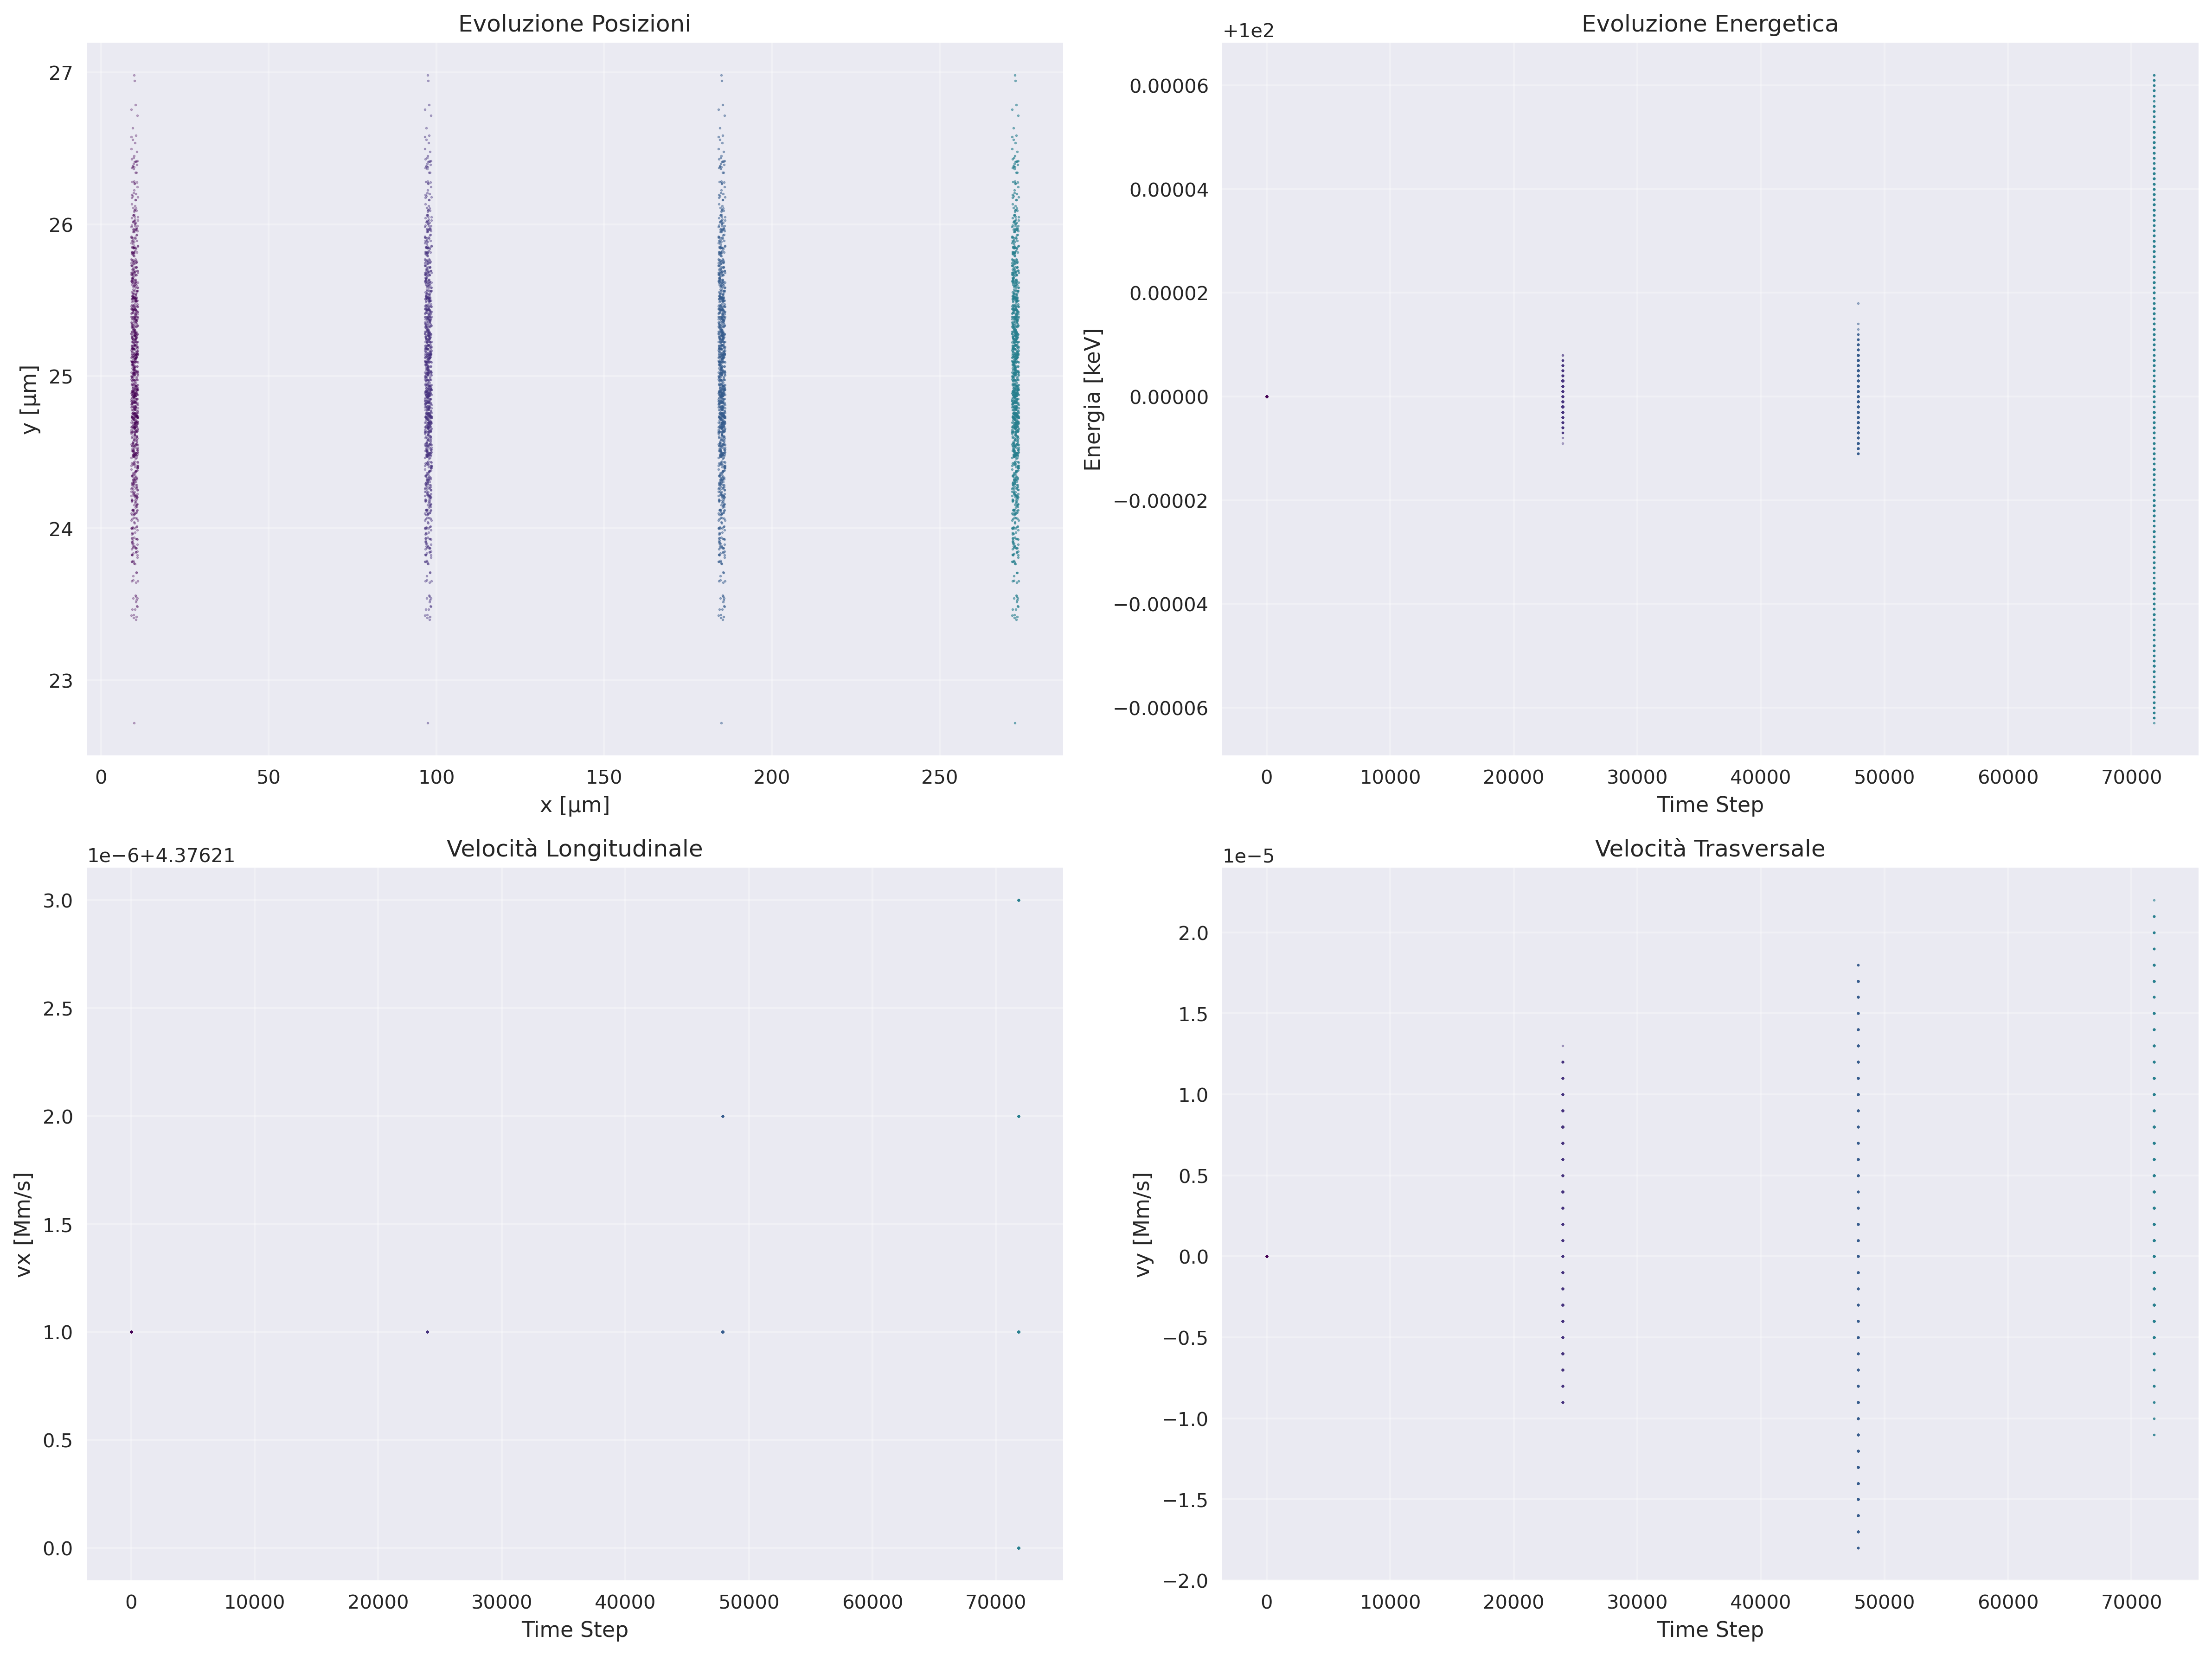 Evoluzione Posizioni
27
26
25
24
23
y [μm]
0 50 100 150 200 250
x [μm]
Evoluzione Energetica
+1e2
0.00006
0.00004
0.00002
0.00000
−0.00002
−0.00004
−0.00006
Energia [keV]
0 10000 20000 30000 40000 50000 60000 70000
Time Step
Velocità Longitudinale
1e−6+4.37621
3.0
2.5
2.0
1.5
1.0
0.5
0.0
vx [Mm/s]
0 10000 20000 30000 40000 50000 60000 70000
Time Step
Velocità Trasversale
1e−5
2.0
1.5
1.0
0.5
0.0
−0.5
−1.0
−1.5
−2.0
vy [Mm/s]
0 10000 20000 30000 40000 50000 60000 70000
Time Step